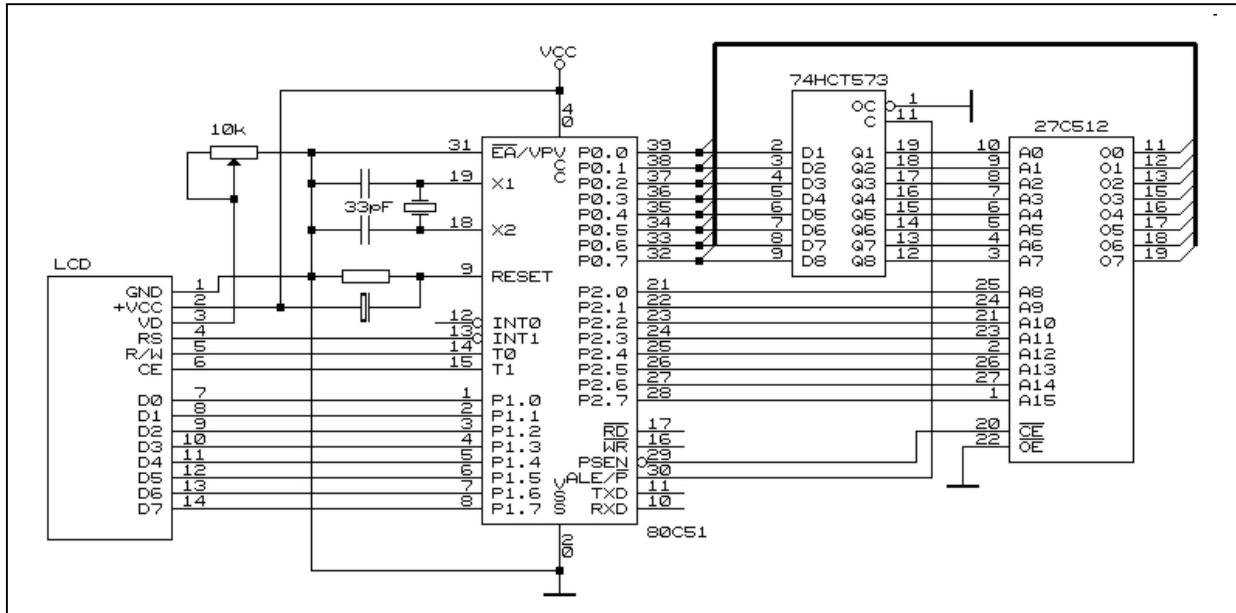 VCC
40
10k
33pF
LCD
1 GND
2 +VCC
3 VD
4 RS
5 R/W
6 CE
7 D0
8 D1
9 D2
10 D3
11 D4
12 D5
13 D6
14 D7
31 EA/VPV
CC
19 X1
18 X2
9 RESET
12 INT0
13 INT1
14 T0
15 T1
1 P1.0
2 P1.1
3 P1.2
4 P1.3
5 P1.4
6 P1.5
7 P1.6
8 P1.7
VSS
20
P0.0 39
P0.1 38
P0.2 37
P0.3 36
P0.4 35
P0.5 34
P0.6 33
P0.7 32
P2.0 21
P2.1 22
P2.2 23
P2.3 24
P2.4 25
P2.5 26
P2.6 27
P2.7 28
RD 17
WR 16
PSEN 29
ALE/P 30
TXD 11
RXD 10
80C51
74HCT573
OC 1
C 11
2 D1 Q1 19
3 D2 Q2 18
4 D3 Q3 17
5 D4 Q4 16
6 D5 Q5 15
7 D6 Q6 14
8 D7 Q7 13
9 D8 Q8 12
27C512
10 A0 O0 11
9 A1 O1 12
8 A2 O2 13
7 A3 O3 15
6 A4 O4 16
5 A5 O5 17
4 A6 O6 18
3 A7 O7 19
25 A8
24 A9
21 A10
23 A11
2 A12
26 A13
27 A14
1 A15
20 CE
22 OE